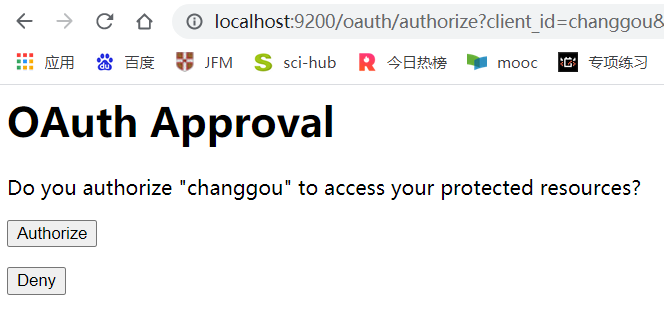 localhost:9200/oauth/authorize?client_id=changgou&
应用 百度 JFM sci-hub 今日热榜 mooc 专项练习
OAuth Approval
Do you authorize "changgou" to access your protected resources?
Authorize
Deny